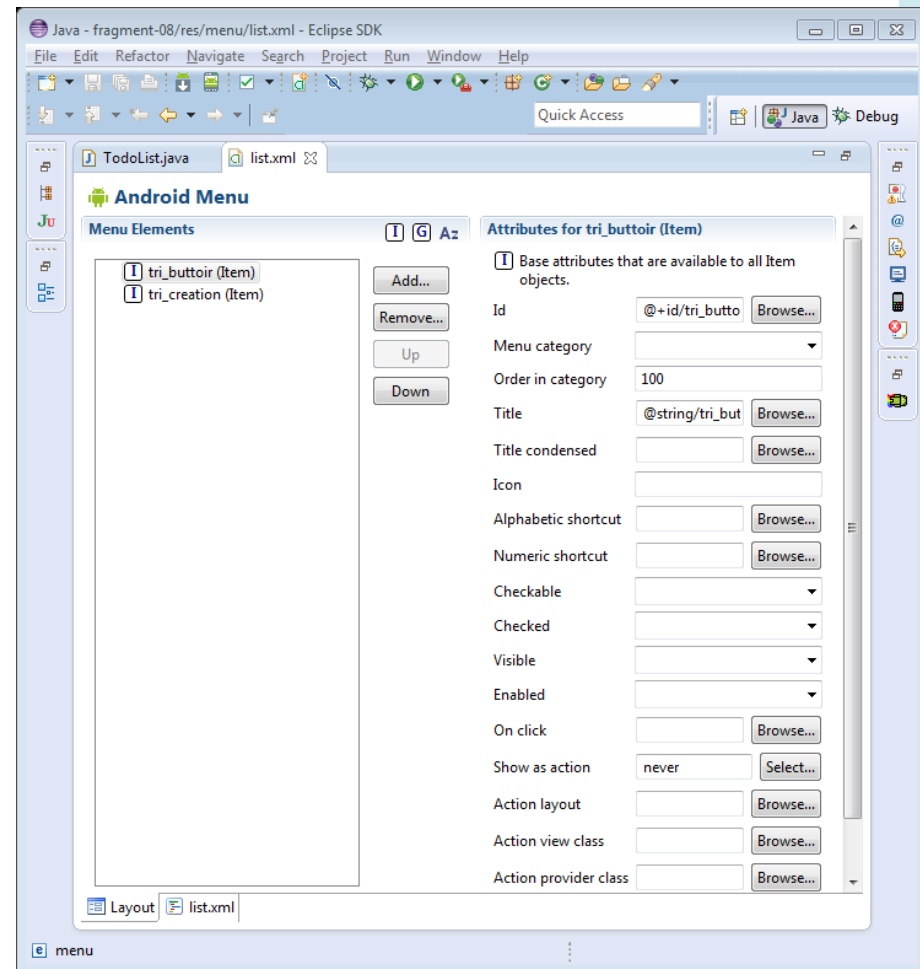 Java - fragment-08/res/menu/list.xml - Eclipse SDK
File Edit Refactor Navigate Search Project Run Window Help
Quick Access
Java Debug
TodoList.java list.xml
Android Menu
Menu Elements I G Az
I tri_buttoir (Item)
I tri_creation (Item)
Add...
Remove...
Up
Down
Attributes for tri_buttoir (Item)
I Base attributes that are available to all Item
objects.
Id @+id/tri_butto Browse...
Menu category
Order in category 100
Title @string/tri_but Browse...
Title condensed Browse...
Icon
Alphabetic shortcut Browse...
Numeric shortcut Browse...
Checkable
Checked
Visible
Enabled
On click Browse...
Show as action never Select...
Action layout Browse...
Action view class Browse...
Action provider class Browse...
Layout list.xml
e menu
Ju
@